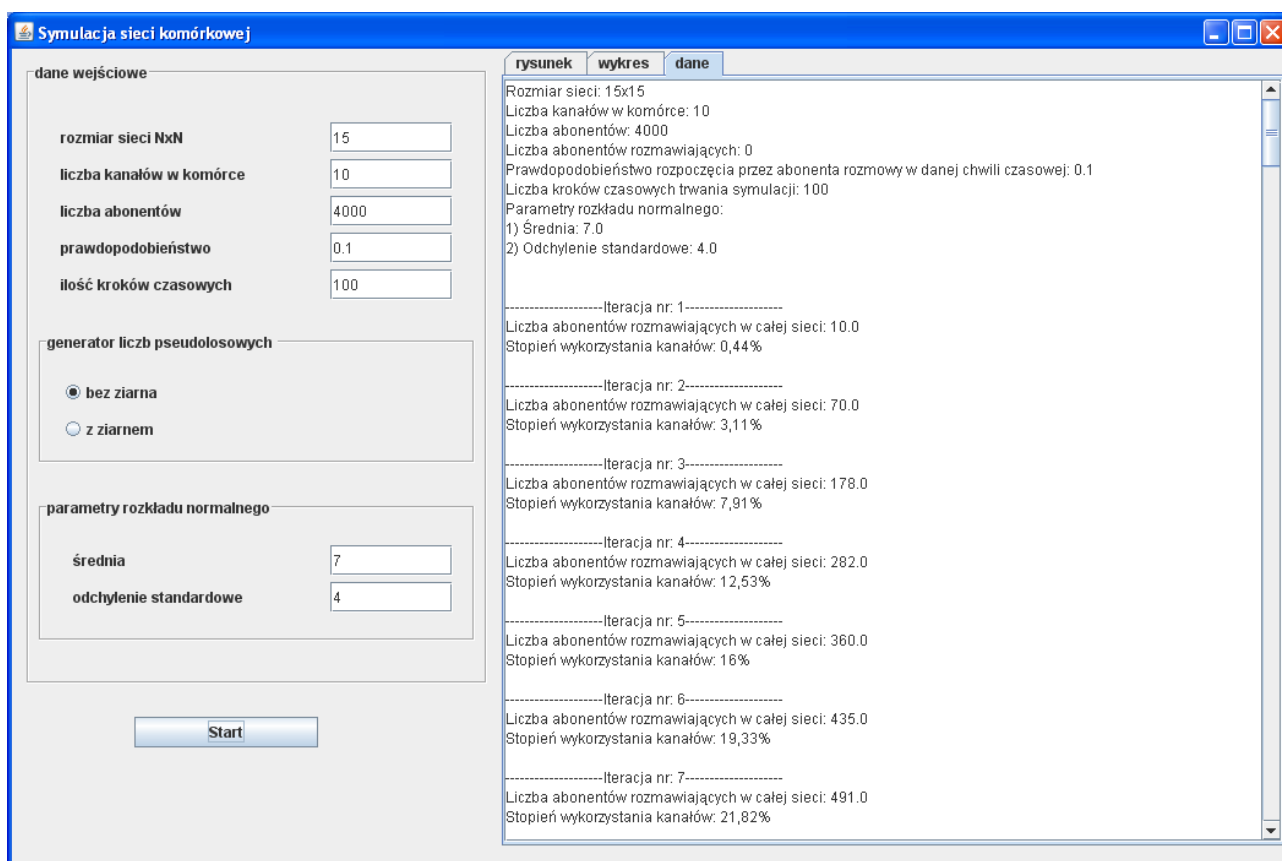 Symulacja sieci komórkowej
dane wejściowe
rozmiar sieci NxN
15
liczba kanałów w komórce
10
liczba abonentów
4000
prawdopodobieństwo
0.1
ilość kroków czasowych
100
generator liczb pseudolosowych
bez ziarna
z ziarnem
parametry rozkładu normalnego
średnia
7
odchylenie standardowe
4
Start
rysunek
wykres
dane
Rozmiar sieci: 15x15
Liczba kanałów w komórce: 10
Liczba abonentów: 4000
Liczba abonentów rozmawiających: 0
Prawdopodobieństwo rozpoczęcia przez abonenta rozmowy w danej chwili czasowej: 0.1
Liczba kroków czasowych trwania symulacji: 100
Parametry rozkładu normalnego:
1) Średnia: 7.0
2) Odchylenie standardowe: 4.0
--------------------Iteracja nr: 1--------------------
Liczba abonentów rozmawiających w całej sieci: 10.0
Stopień wykorzystania kanałów: 0,44%
--------------------Iteracja nr: 2--------------------
Liczba abonentów rozmawiających w całej sieci: 70.0
Stopień wykorzystania kanałów: 3,11%
--------------------Iteracja nr: 3--------------------
Liczba abonentów rozmawiających w całej sieci: 178.0
Stopień wykorzystania kanałów: 7,91%
--------------------Iteracja nr: 4--------------------
Liczba abonentów rozmawiających w całej sieci: 282.0
Stopień wykorzystania kanałów: 12,53%
--------------------Iteracja nr: 5--------------------
Liczba abonentów rozmawiających w całej sieci: 360.0
Stopień wykorzystania kanałów: 16%
--------------------Iteracja nr: 6--------------------
Liczba abonentów rozmawiających w całej sieci: 435.0
Stopień wykorzystania kanałów: 19,33%
--------------------Iteracja nr: 7--------------------
Liczba abonentów rozmawiających w całej sieci: 491.0
Stopień wykorzystania kanałów: 21,82%